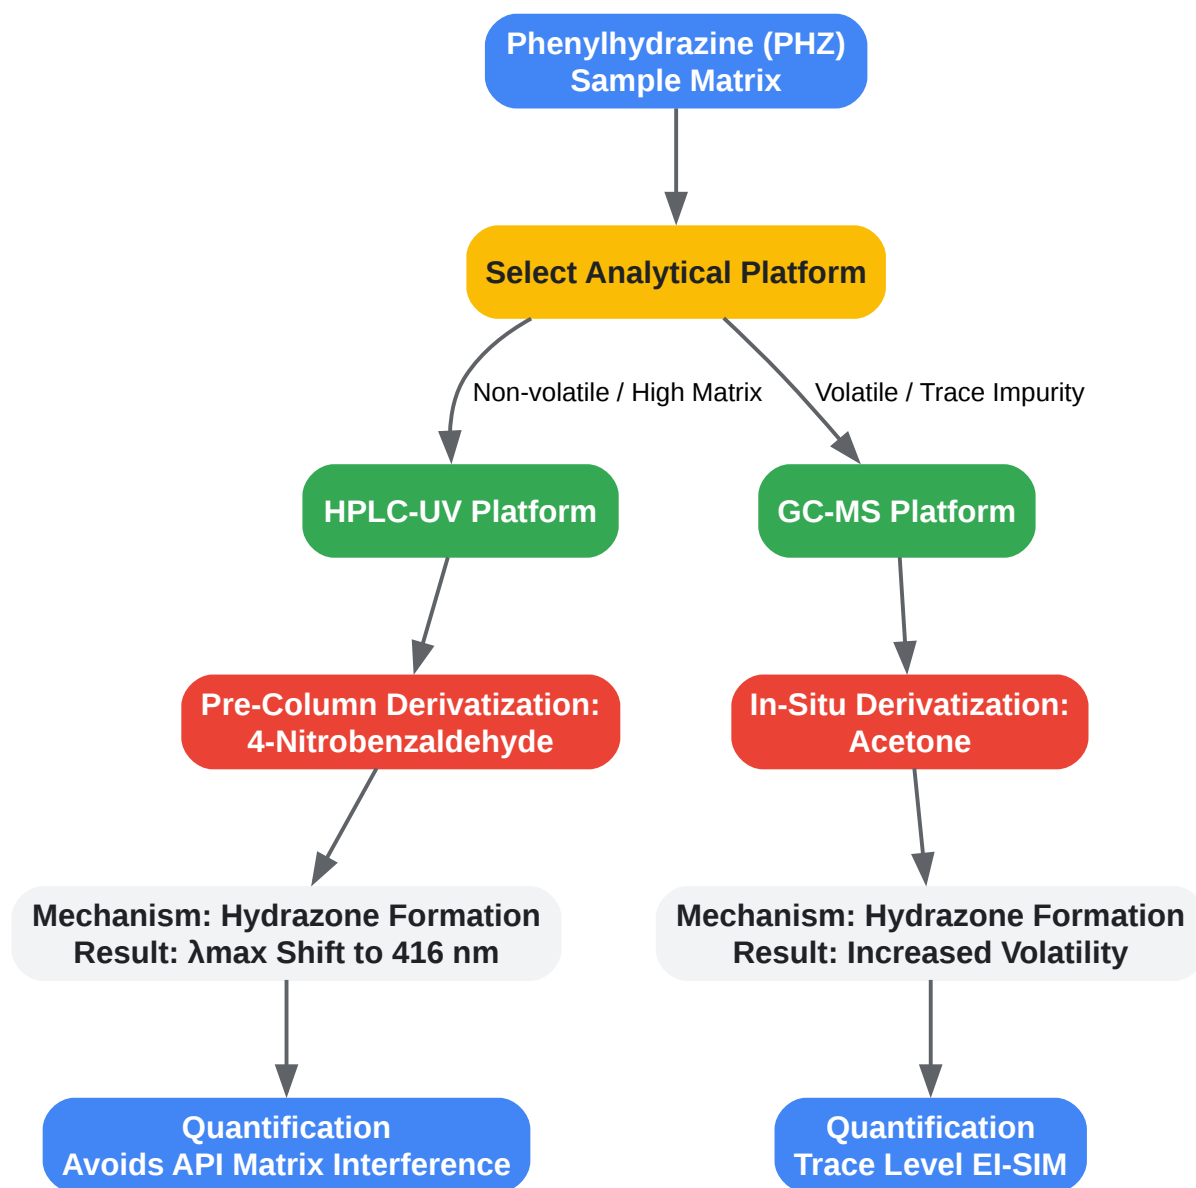 Phenylhydrazine (PHZ)
Sample Matrix
Select Analytical Platform
Non-volatile / High Matrix
Volatile / Trace Impurity
HPLC-UV Platform
GC-MS Platform
Pre-Column Derivatization:
4-Nitrobenzaldehyde
In-Situ Derivatization:
Acetone
Mechanism: Hydrazone Formation
Result: λmax Shift to 416 nm
Mechanism: Hydrazone Formation
Result: Increased Volatility
Quantification
Avoids API Matrix Interference
Quantification
Trace Level EI-SIM